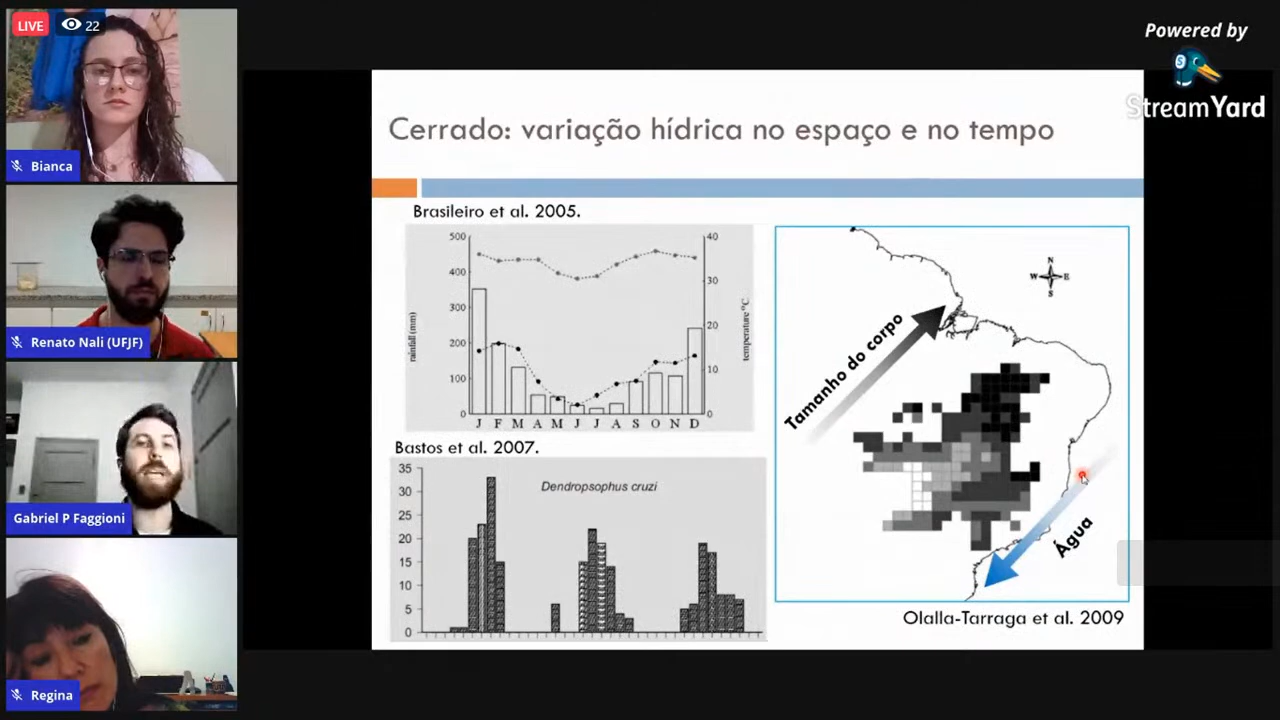 LIVE 22
Bianca
Renato Nali (UFJF)
Gabriel P Faggioni
Regina
Powered by
StreamYard
Cerrado: variação hídrica no espaço e no tempo
Brasileiro et al. 2005.
500
400
300
200
100
0
rainfall (mm)
40
30
20
10
0
temperature °C
J F M A M J J A S O N D
Bastos et al. 2007.
35
30
25
20
15
10
5
0
Dendropsophus cruzi
N
W E
S
Tamanho do corpo
Água
Olalla-Tarraga et al. 2009